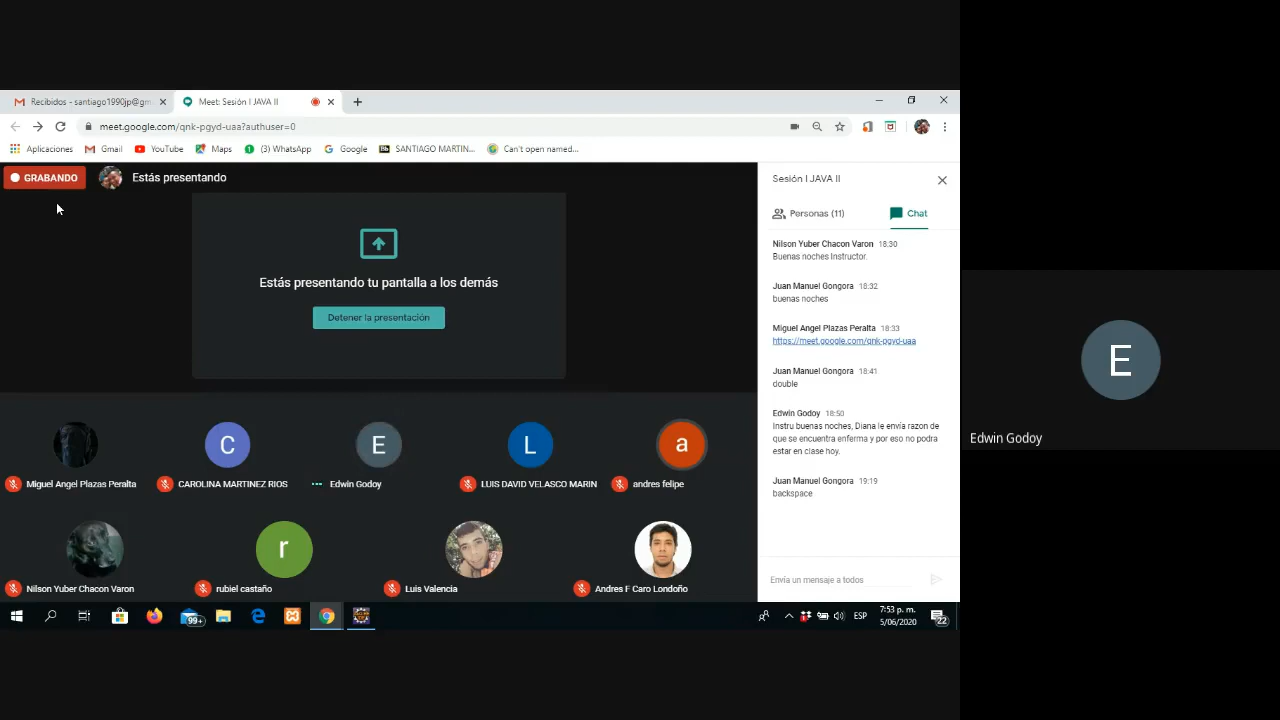 Recibidos - santiago1990jp@gm
Meet: Sesión I JAVA II
meet.google.com/qnk-pgyd-uaa?authuser=0
Aplicaciones
Gmail
YouTube
Maps
(3) WhatsApp
Google
SANTIAGO MARTIN...
Can't open named...
GRABANDO
Estás presentando
Estás presentando tu pantalla a los demás
Detener la presentación
Miguel Angel Plazas Peralta
C
CAROLINA MARTINEZ RIOS
E
Edwin Godoy
L
LUIS DAVID VELASCO MARIN
a
andres felipe
Nilson Yuber Chacon Varon
r
rubiel castaño
Luis Valencia
Andres F Caro Londoño
Sesión I JAVA II
Personas (11)
Chat
Nilson Yuber Chacon Varon 18:30
Buenas noches Instructor.
Juan Manuel Gongora 18:32
buenas noches
Miguel Angel Plazas Peralta 18:33
https://meet.google.com/qnk-pgyd-uaa
Juan Manuel Gongora 18:41
double
Edwin Godoy 18:50
Instru buenas noches, Diana le envía razon de
que se encuentra enferma y por eso no podra
estar en clase hoy.
Juan Manuel Gongora 19:19
backspace
Envía un mensaje a todos
99+
ESP
7:53 p. m.
5/06/2020
22
E
Edwin Godoy